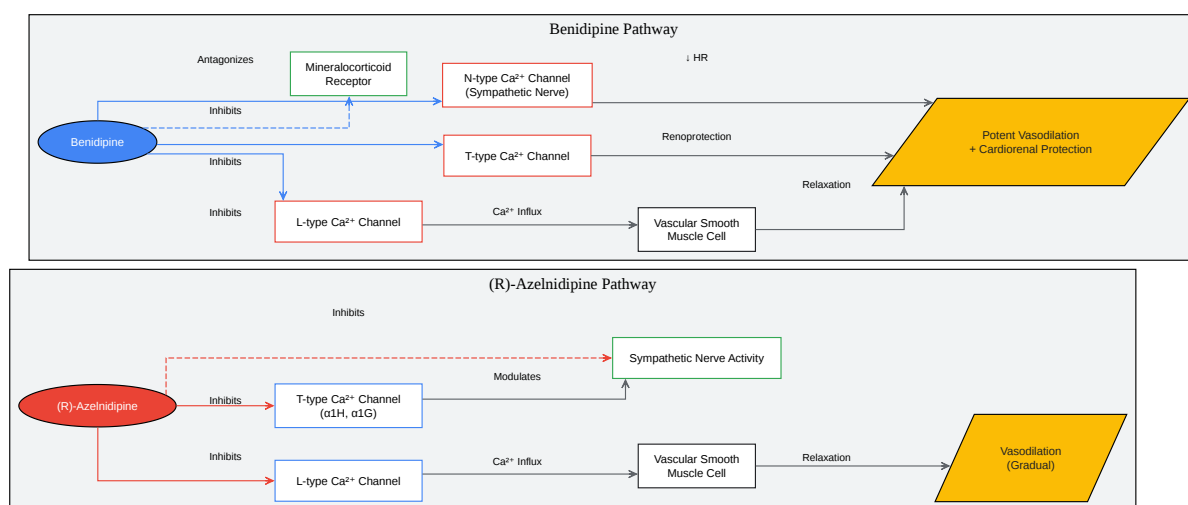 Benidipine Pathway
Antagonizes
↓ HR
Mineralocorticoid
Receptor
N-type Ca²⁺ Channel
(Sympathetic Nerve)
Inhibits
Benidipine
Renoprotection
Potent Vasodilation
+ Cardiorenal Protection
T-type Ca²⁺ Channel
Inhibits
Relaxation
Inhibits
L-type Ca²⁺ Channel
Ca²⁺ Influx
Vascular Smooth
Muscle Cell
(R)-Azelnidipine Pathway
Inhibits
Sympathetic Nerve Activity
Modulates
(R)-Azelnidipine
Inhibits
T-type Ca²⁺ Channel
(α1H, α1G)
Inhibits
L-type Ca²⁺ Channel
Ca²⁺ Influx
Vascular Smooth
Muscle Cell
Relaxation
Vasodilation
(Gradual)